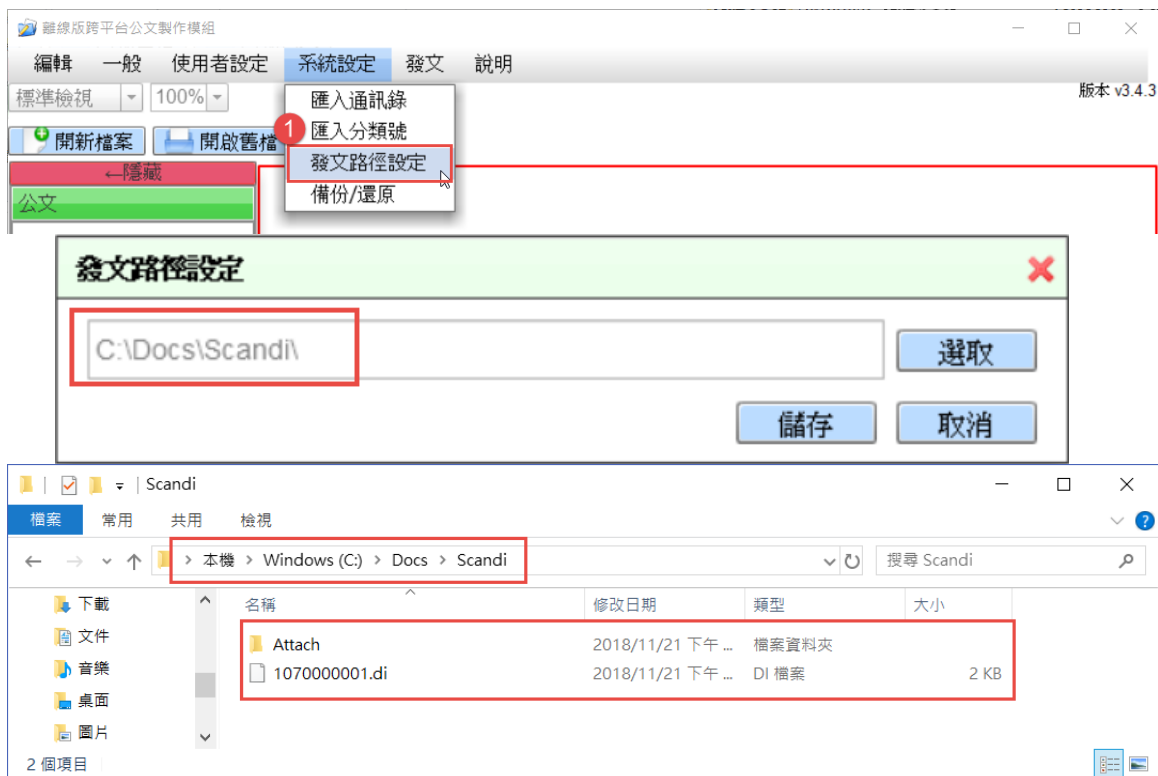 離線版跨平台公文製作模組
編輯 一般 使用者設定 系統設定 發文 說明
標準檢視 100%
版本 v3.4.3
匯入通訊錄
1 匯入分類號
發文路徑設定
備份/還原
開新檔案 開啟舊檔
←隱藏
公文
發文路徑設定
C:\Docs\Scandi\
選取
儲存 取消
Scandi
檔案 常用 共用 檢視
本機 > Windows (C:) > Docs > Scandi
搜尋 Scandi
下載
文件
音樂
桌面
圖片
名稱 修改日期 類型 大小
Attach 2018/11/21 下午 ... 檔案資料夾
1070000001.di 2018/11/21 下午 ... DI 檔案 2 KB
2 個項目